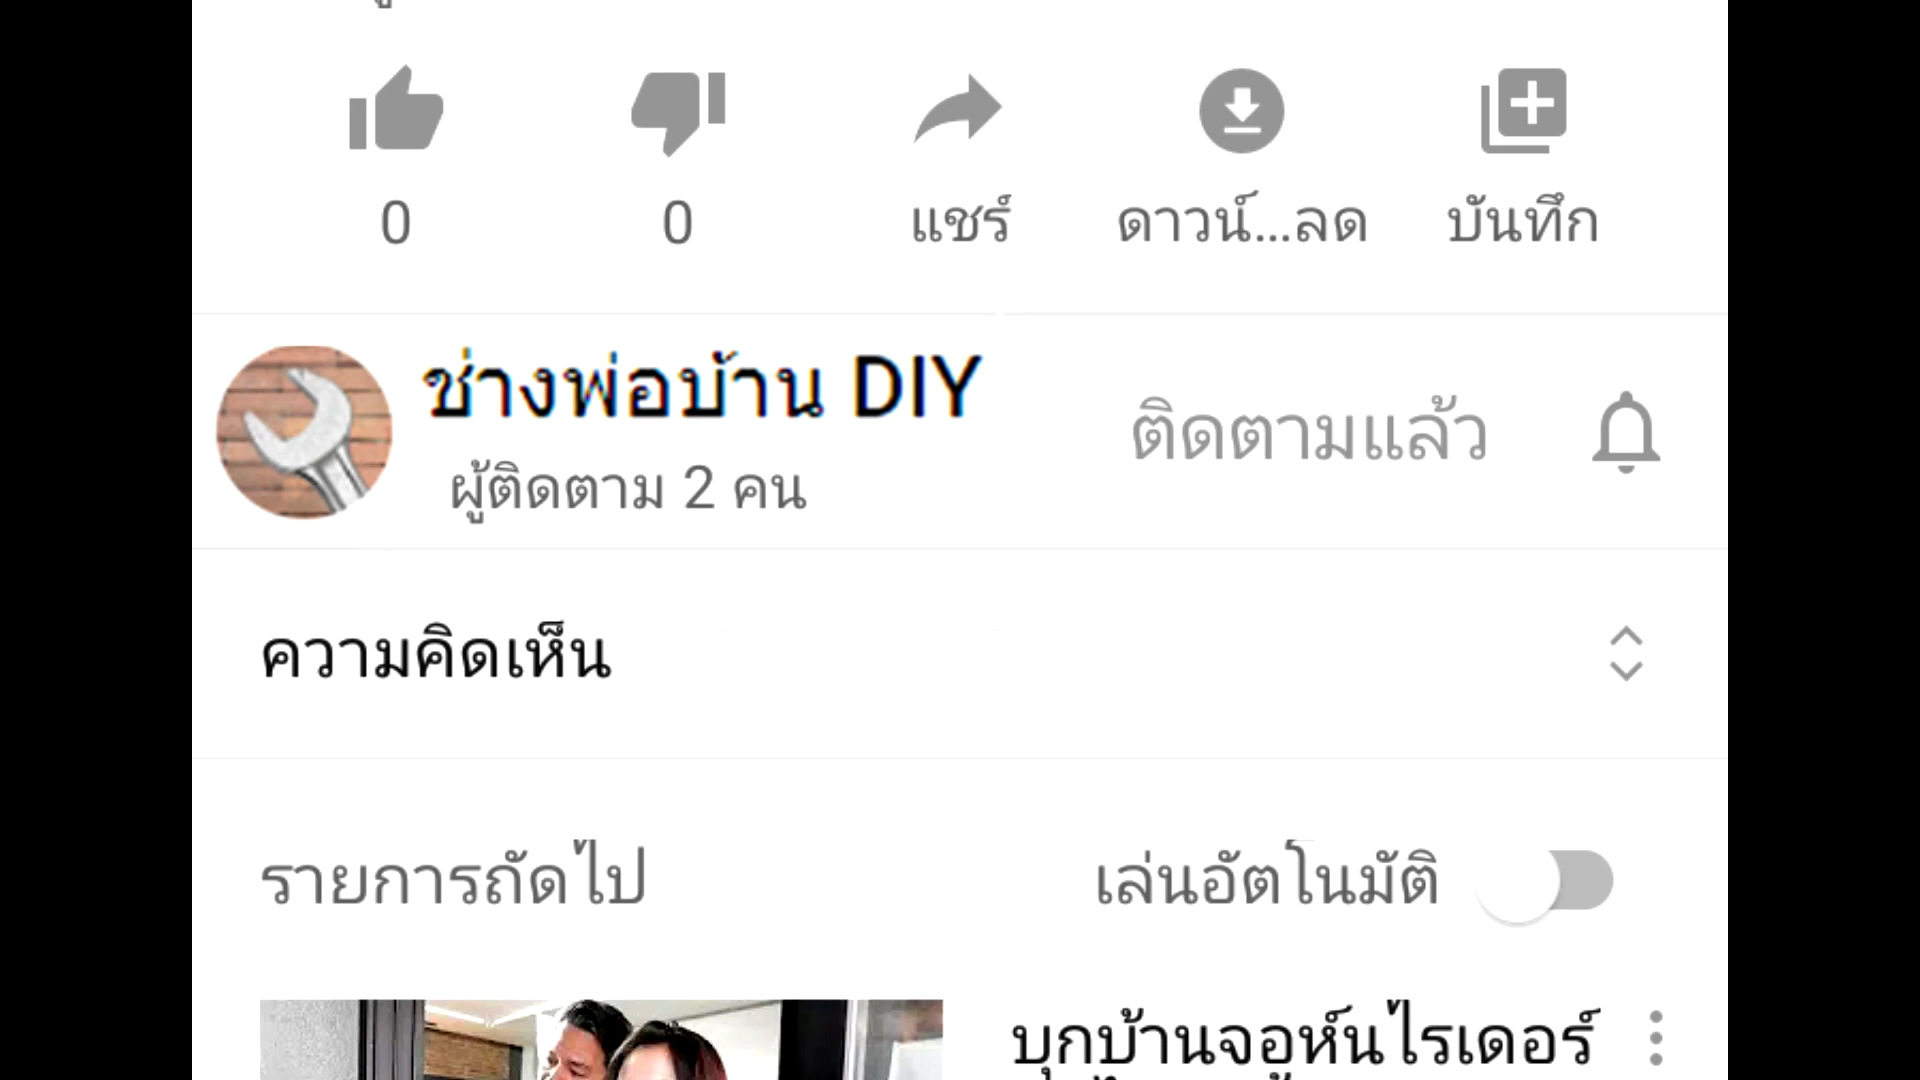 0 0 แชร์ ดาวน์...ลด บันทึก
ช่างพ่อบ้าน DIY
ติดตามแล้ว
ผู้ติดตาม 2 คน
ความคิดเห็น
รายการถัดไป เล่นอัตโนมัติ
บุกบ้านจอห์นไรเดอร์